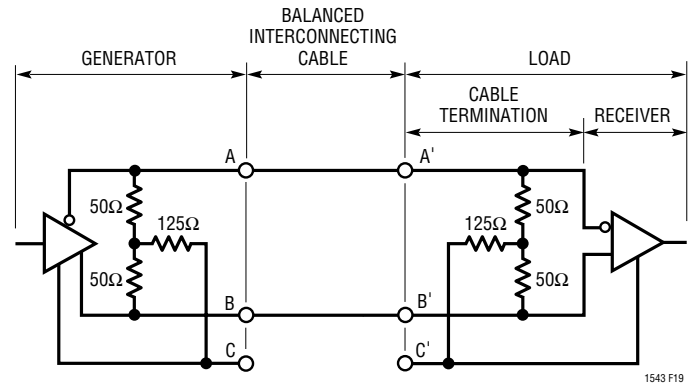 BALANCED
INTERCONNECTING
CABLE
GENERATOR
LOAD
CABLE
TERMINATION
RECEIVER
A
A'
50Ω
125Ω
50Ω
125Ω
50Ω
50Ω
B
B'
C
C'
1543 F19